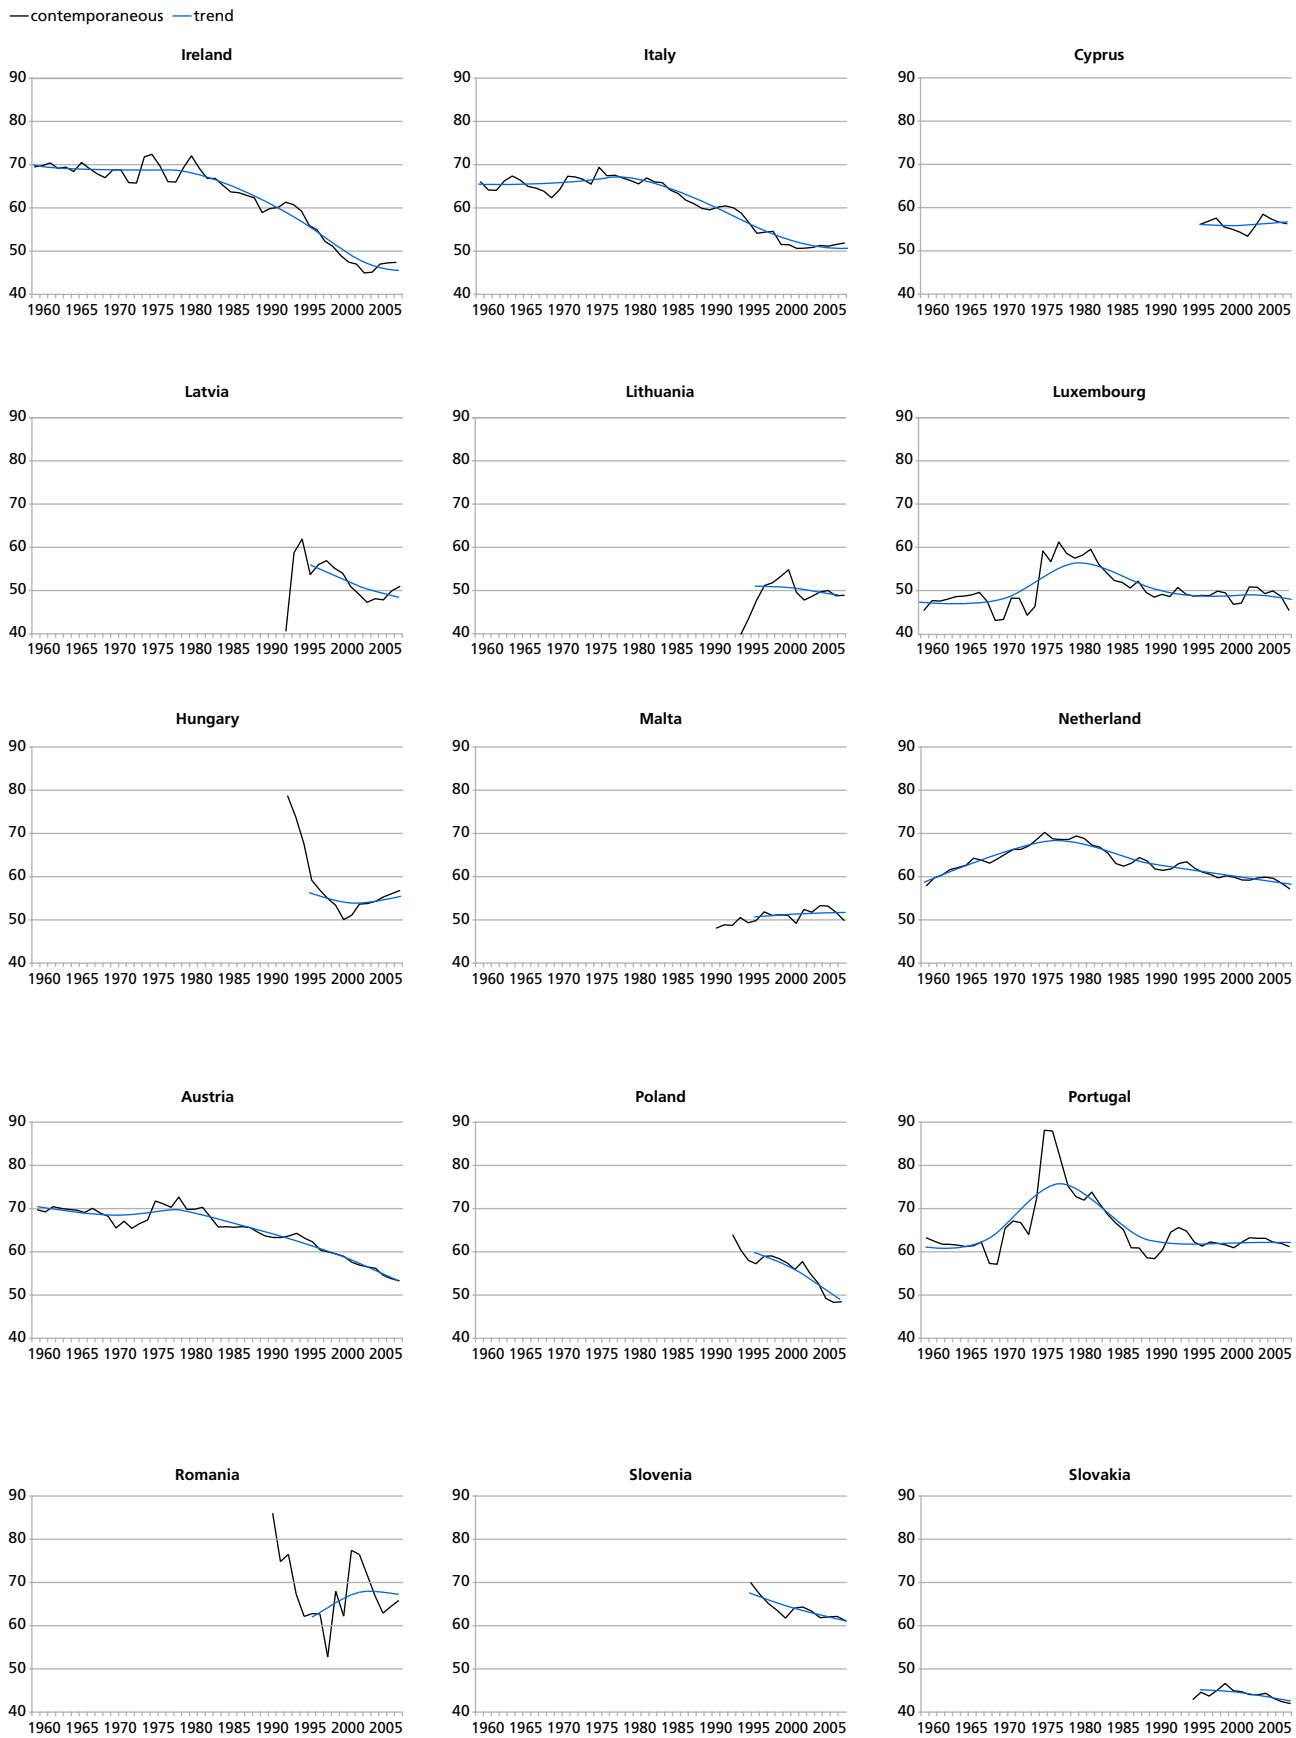 contemporaneous trend
Ireland Italy Cyprus
90 90 90
80 80 80
70 70 70
60 60 60
50 50 50
40 40 40
1960 1965 1970 1975 1980 1985 1990 1995 2000 2005 1960 1965 1970 1975 1980 1985 1990 1995 2000 2005 1960 1965 1970 1975 1980 1985 1990 1995 2000 2005
Latvia Lithuania Luxembourg
90 90 90
80 80 80
70 70 70
60 60 60
50 50 50
40 40 40
1960 1965 1970 1975 1980 1985 1990 1995 2000 2005 1960 1965 1970 1975 1980 1985 1990 1995 2000 2005 1960 1965 1970 1975 1980 1985 1990 1995 2000 2005
Hungary Malta Netherland
90 90 90
80 80 80
70 70 70
60 60 60
50 50 50
40 40 40
1960 1965 1970 1975 1980 1985 1990 1995 2000 2005 1960 1965 1970 1975 1980 1985 1990 1995 2000 2005 1960 1965 1970 1975 1980 1985 1990 1995 2000 2005
Austria Poland Portugal
90 90 90
80 80 80
70 70 70
60 60 60
50 50 50
40 40 40
1960 1965 1970 1975 1980 1985 1990 1995 2000 2005 1960 1965 1970 1975 1980 1985 1990 1995 2000 2005 1960 1965 1970 1975 1980 1985 1990 1995 2000 2005
Romania Slovenia Slovakia
90 90 90
80 80 80
70 70 70
60 60 60
50 50 50
40 40 40
1960 1965 1970 1975 1980 1985 1990 1995 2000 2005 1960 1965 1970 1975 1980 1985 1990 1995 2000 2005 1960 1965 1970 1975 1980 1985 1990 1995 2000 2005